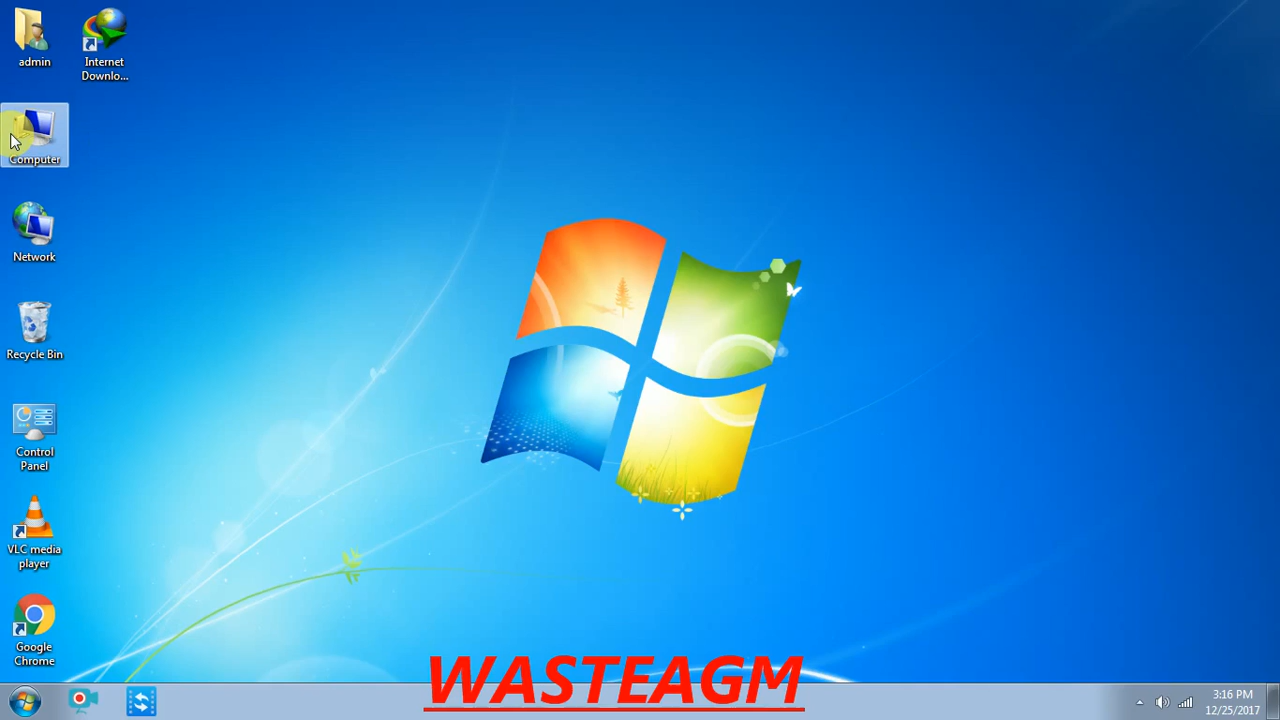 admin
Internet
Downlo...
Computer
Network
Recycle Bin
Control
Panel
VLC media
player
Google
Chrome
WASTEAGM
3:16 PM
12/25/2017